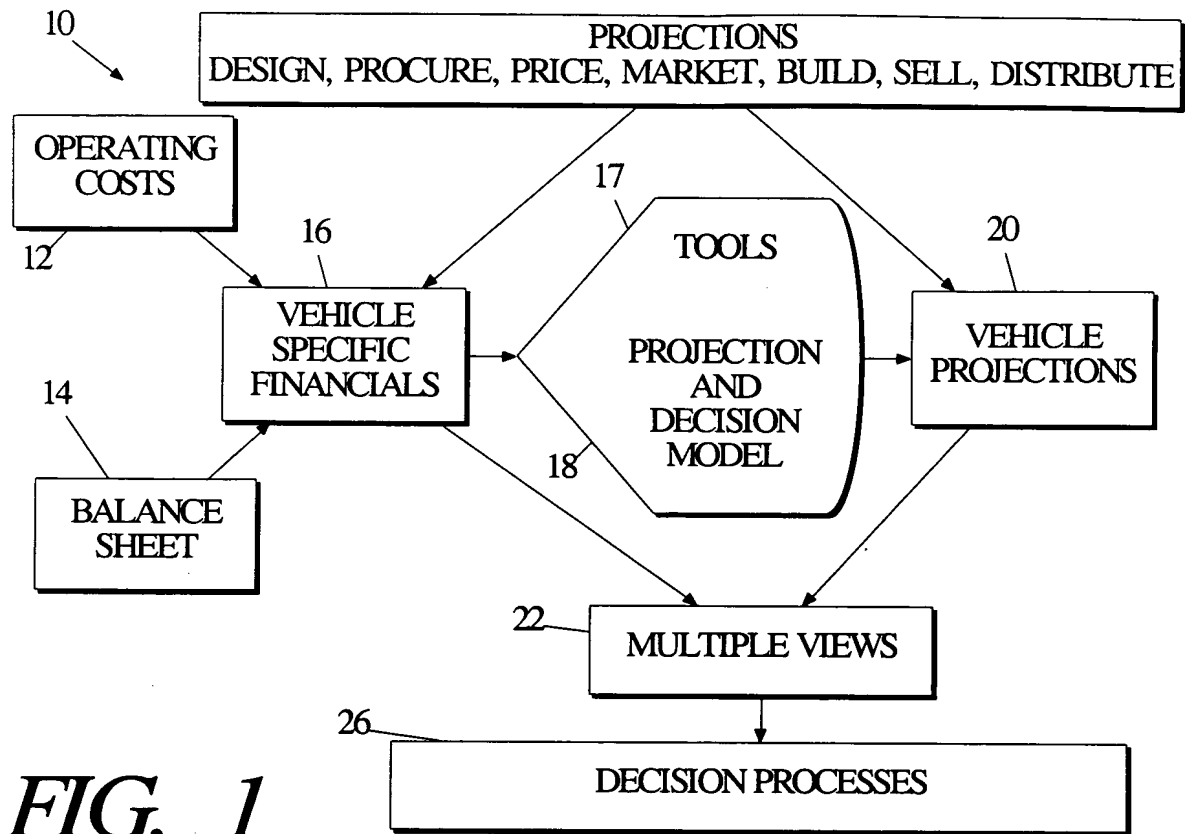 10
PROJECTIONS
DESIGN, PROCURE, PRICE, MARKET, BUILD, SELL, DISTRIBUTE
OPERATING
COSTS
12
17
16
20
TOOLS
VEHICLE
SPECIFIC
FINANCIALS
PROJECTION
AND
DECISION
MODEL
VEHICLE
PROJECTIONS
14
18
BALANCE
SHEET
22
MULTIPLE VIEWS
26
DECISION PROCESSES
FIG. 1